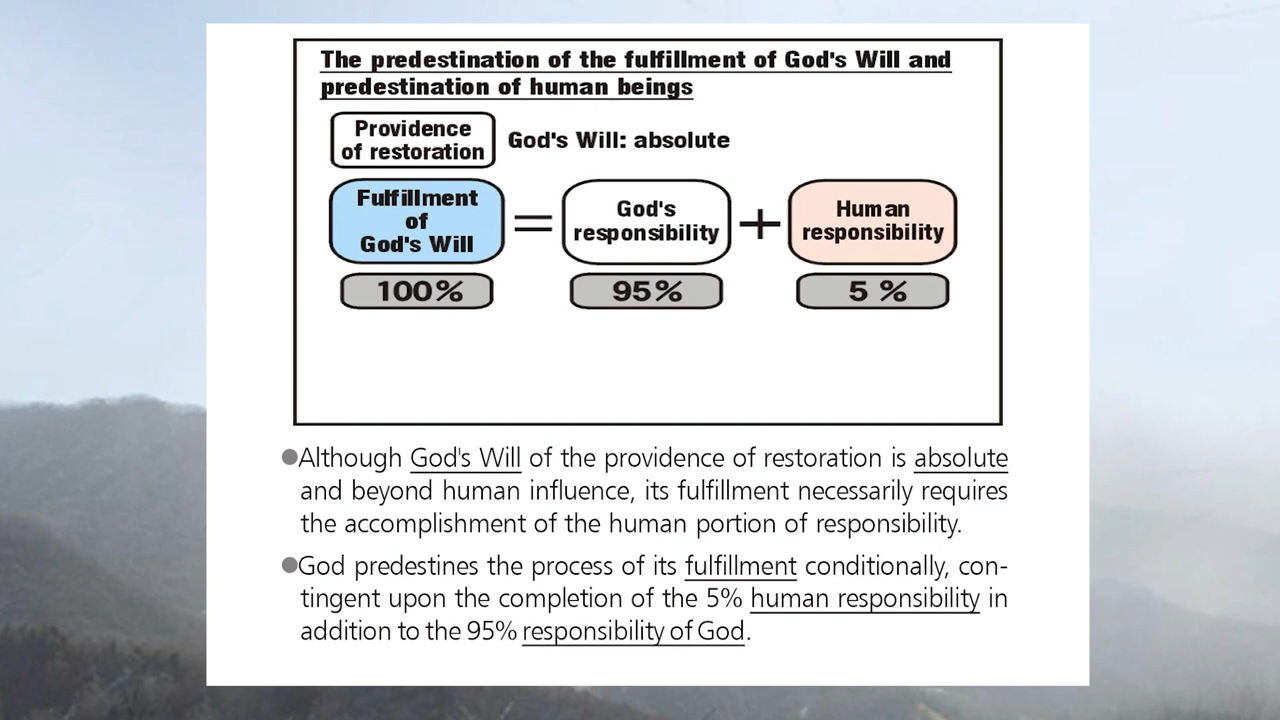 The predestination of the fulfillment of God's Will and
predestination of human beings
Providence
of restoration
God's Will: absolute
Fulfillment
of
God's Will
=
God's
responsibility
+
Human
responsibility
100%
95%
5 %
●Although God's Will of the providence of restoration is absolute
and beyond human influence, its fulfillment necessarily requires
the accomplishment of the human portion of responsibility.
●God predestines the process of its fulfillment conditionally, con-
tingent upon the completion of the 5% human responsibility in
addition to the 95% responsibility of God.